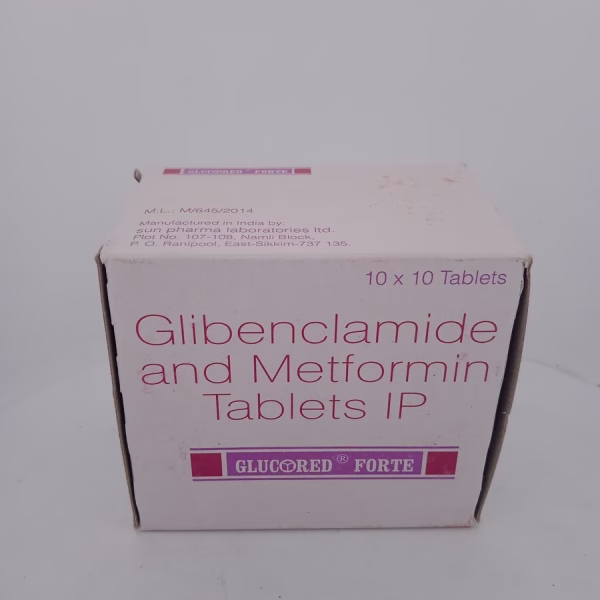 GLUCORED® FORTE
M.L.: M/645/2014
Manufactured in India by:
sun pharma laboratories ltd.
Plot No. 107-108, Namli Block,
P. O. Ranipool, East-Sikkim-737 135.
10 x 10 Tablets
Glibenclamide
and Metformin
Tablets IP
GLUCORED® FORTE